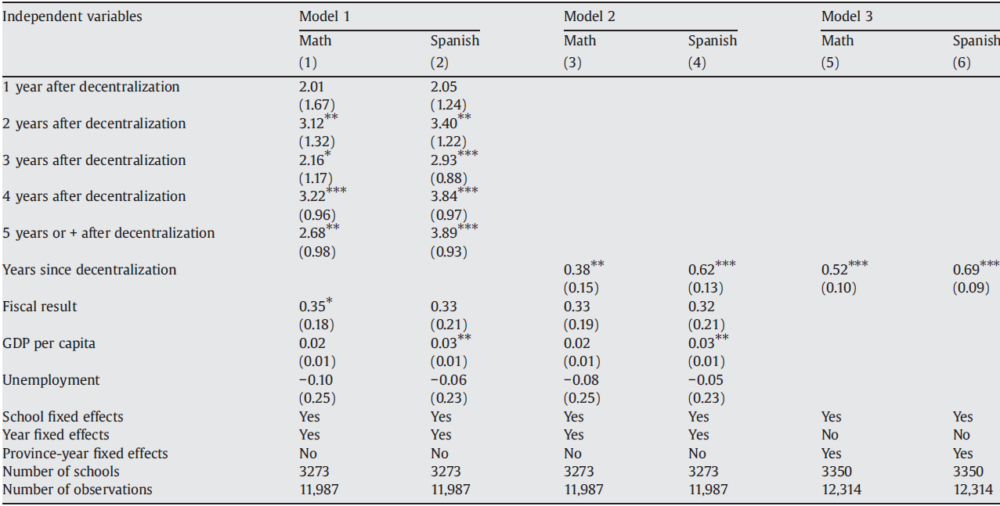 Independent variables Model 1 Model 2 Model 3
Math Spanish Math Spanish Math Spanish
(1) (2) (3) (4) (5) (6)
1 year after decentralization 2.01 2.05
(1.67) (1.24)
2 years after decentralization 3.12** 3.40**
(1.32) (1.22)
3 years after decentralization 2.16* 2.93***
(1.17) (0.88)
4 years after decentralization 3.22*** 3.84***
(0.96) (0.97)
5 years or + after decentralization 2.68** 3.89***
(0.98) (0.93)
Years since decentralization 0.38** 0.62*** 0.52*** 0.69***
(0.15) (0.13) (0.10) (0.09)
Fiscal result 0.35* 0.33 0.33 0.32
(0.18) (0.21) (0.19) (0.21)
GDP per capita 0.02 0.03** 0.02 0.03**
(0.01) (0.01) (0.01) (0.01)
Unemployment −0.10 −0.06 −0.08 −0.05
(0.25) (0.23) (0.25) (0.23)
School fixed effects Yes Yes Yes Yes Yes Yes
Year fixed effects Yes Yes Yes Yes No No
Province-year fixed effects No No No No Yes Yes
Number of schools 3273 3273 3273 3273 3350 3350
Number of observations 11,987 11,987 11,987 11,987 12,314 12,314